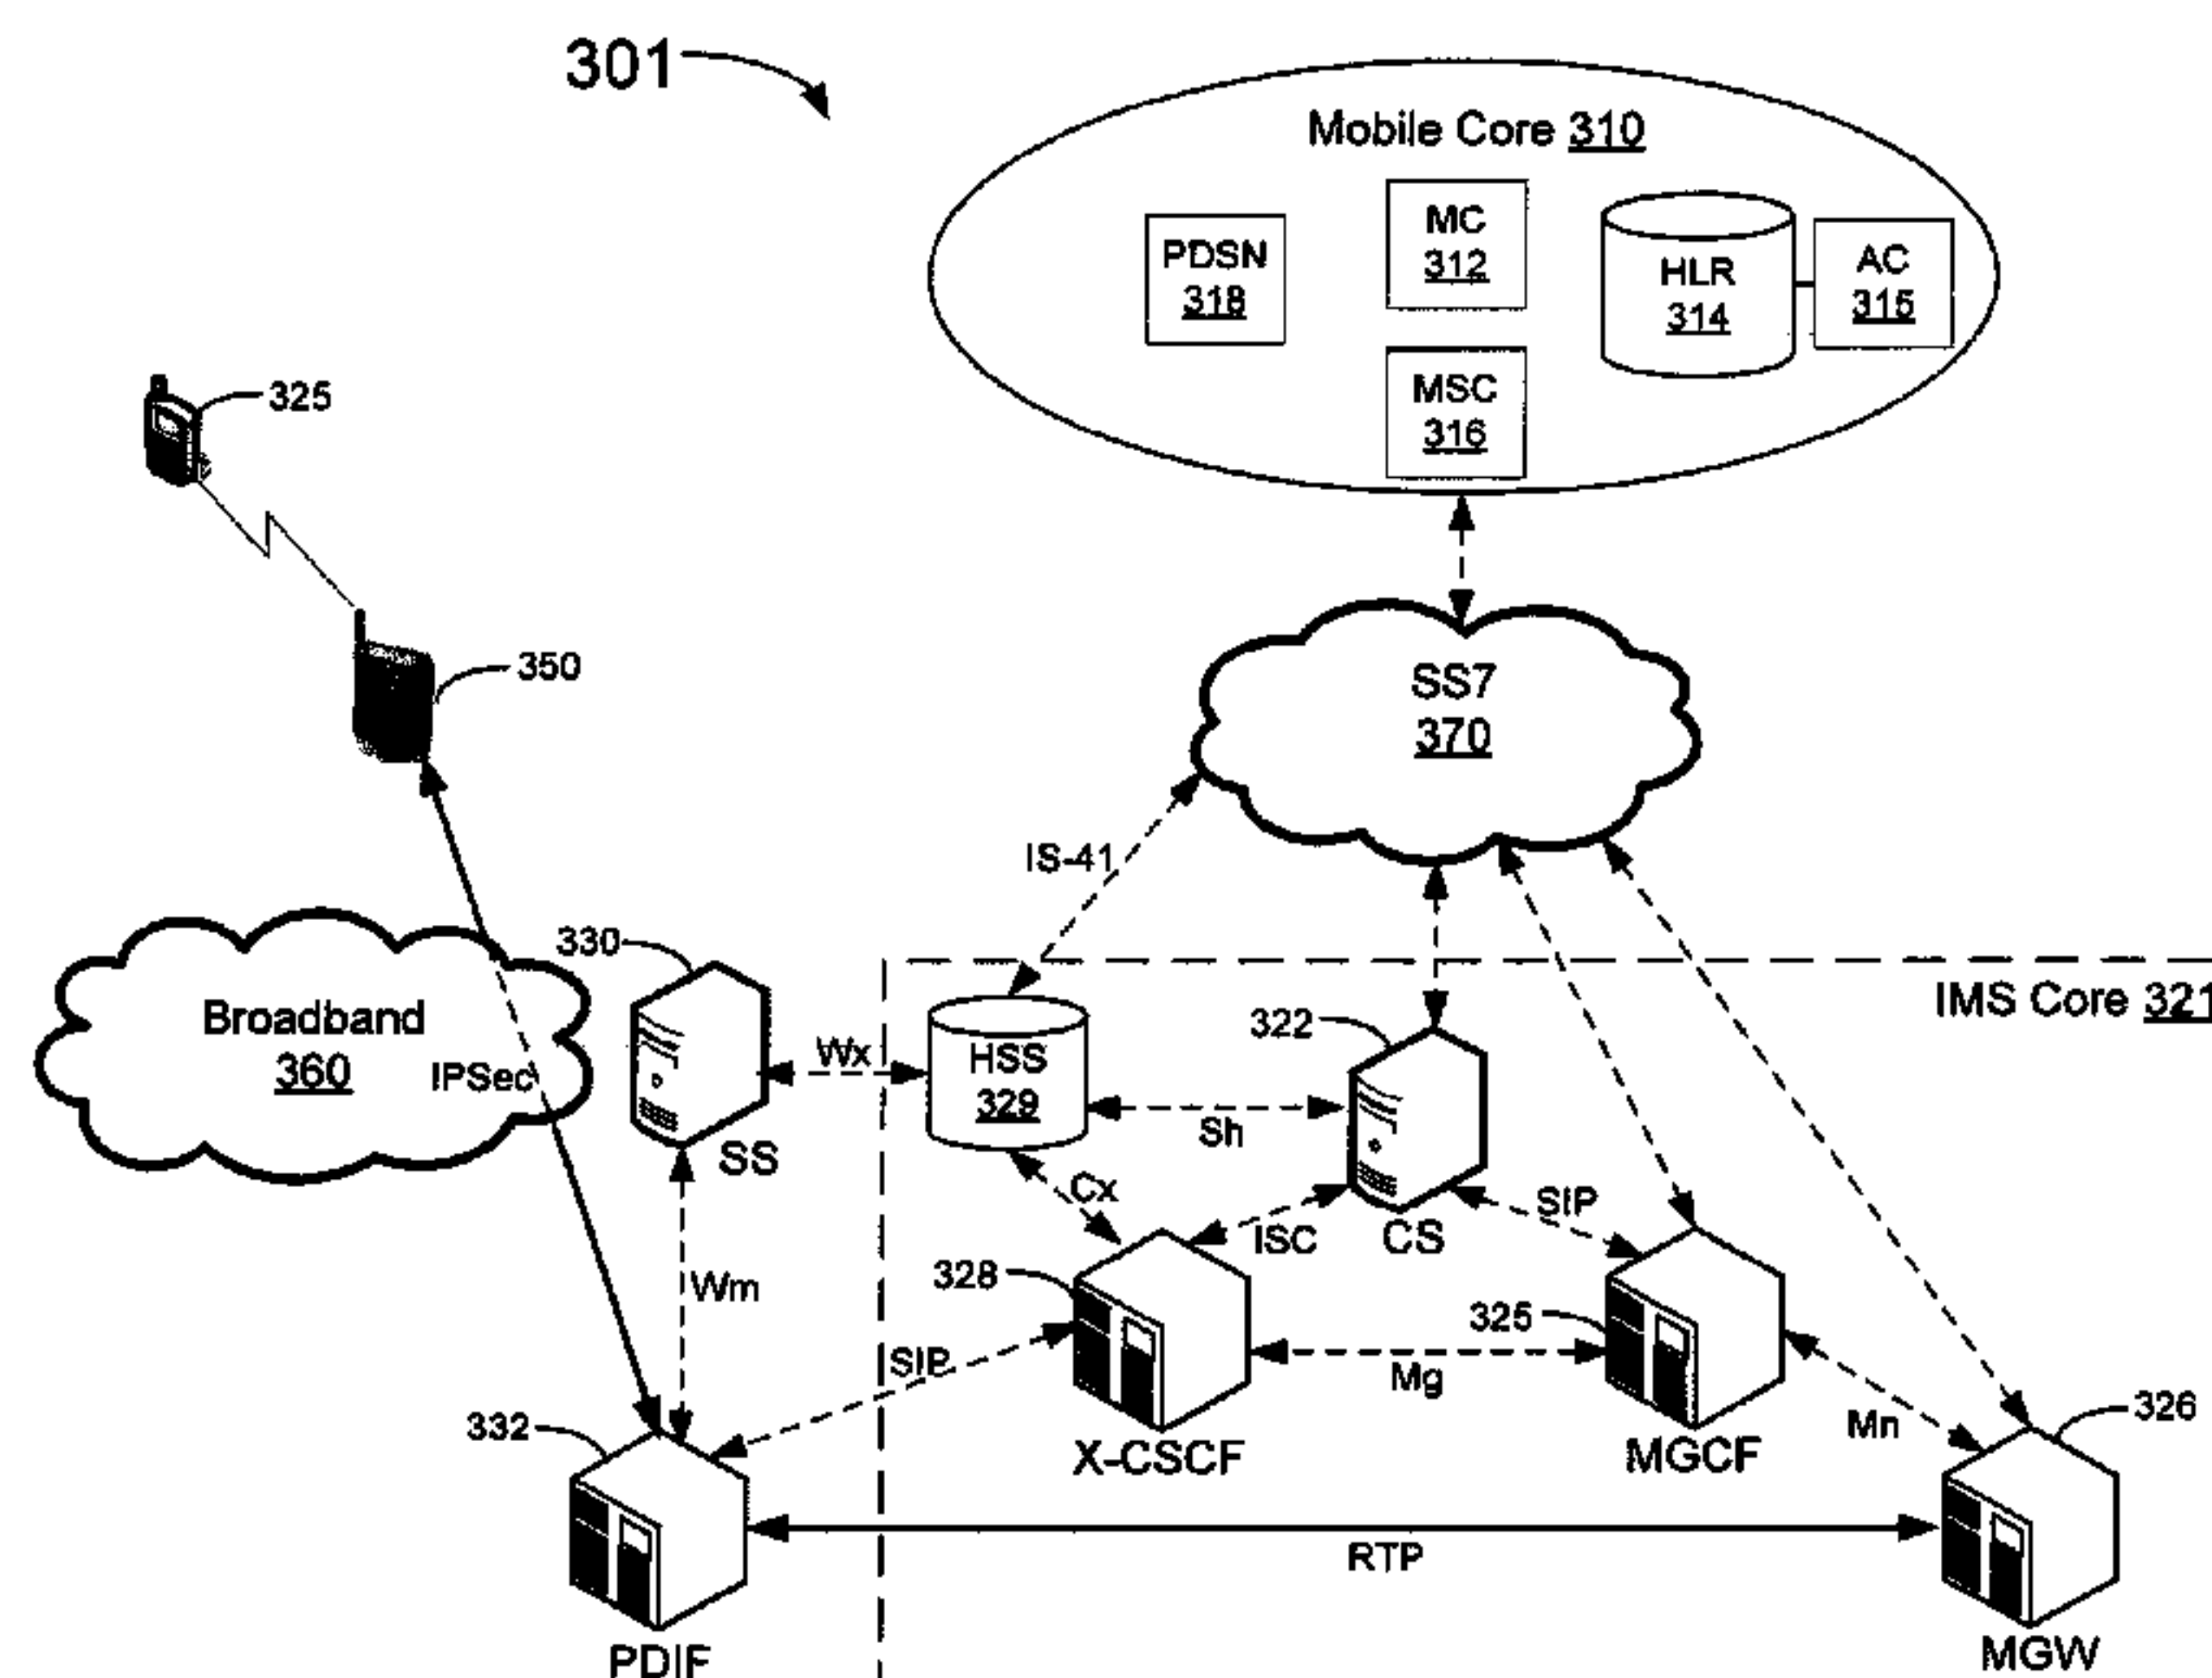 301
Mobile Core 310
PDSN
318
MC
312
HLR
314
AC
315
MSC
316
325
350
SS7
370
IS-41
Broadband
360
IPSec
330
SS
Wx
IMS Core 321
HSS
329
322
CS
Sh
Cx
ISC
SIP
Wm
328
X-CSCF
SIP
325
MGCF
Mg
Mn
326
MGW
332
PDIF
RTP